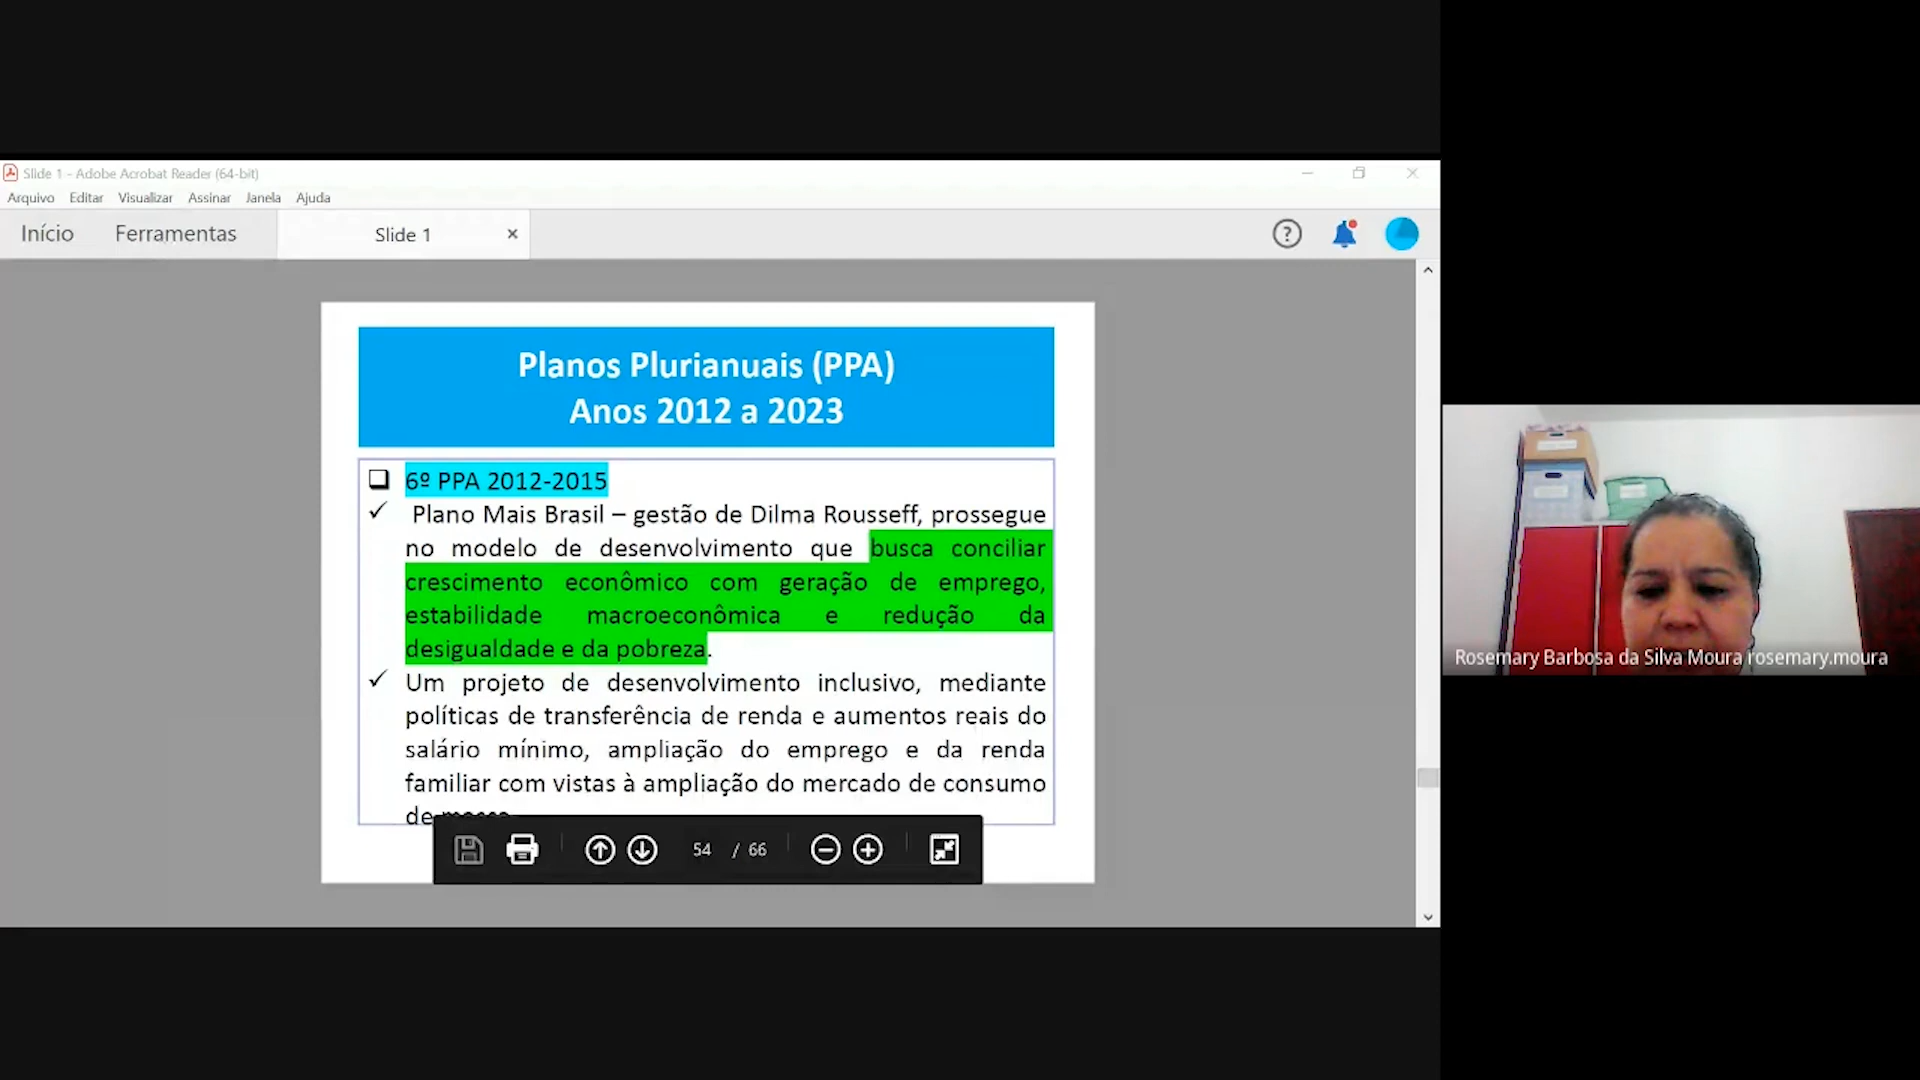 Slide 1 - Adobe Acrobat Reader (64-bit)
Arquivo Editar Visualizar Assinar Janela Ajuda
Início Ferramentas Slide 1
Planos Plurianuais (PPA)
Anos 2012 a 2023
6º PPA 2012-2015
Plano Mais Brasil – gestão de Dilma Rousseff, prossegue
no modelo de desenvolvimento que busca conciliar
crescimento econômico com geração de emprego,
estabilidade macroeconômica e redução da
desigualdade e da pobreza.
Um projeto de desenvolvimento inclusivo, mediante
políticas de transferência de renda e aumentos reais do
salário mínimo, ampliação do emprego e da renda
familiar com vistas à ampliação do mercado de consumo
de
54 / 66
Rosemary Barbosa da Silva Moura rosemary.moura